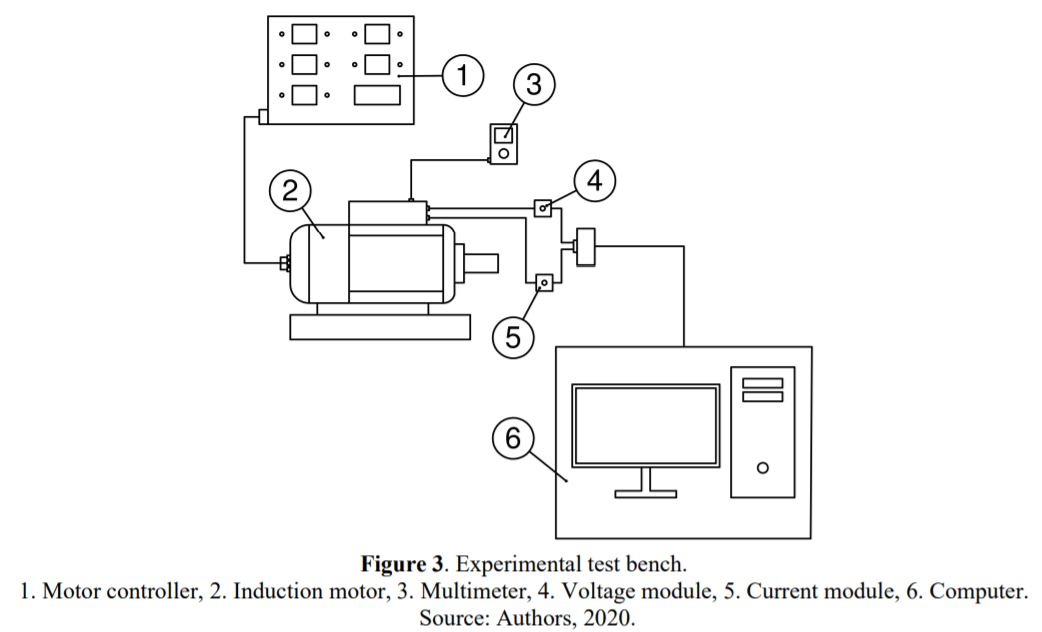 1
3
2
4
5
6
Figure 3. Experimental test bench.
1. Motor controller, 2. Induction motor, 3. Multimeter, 4. Voltage module, 5. Current module, 6. Computer.
Source: Authors, 2020.